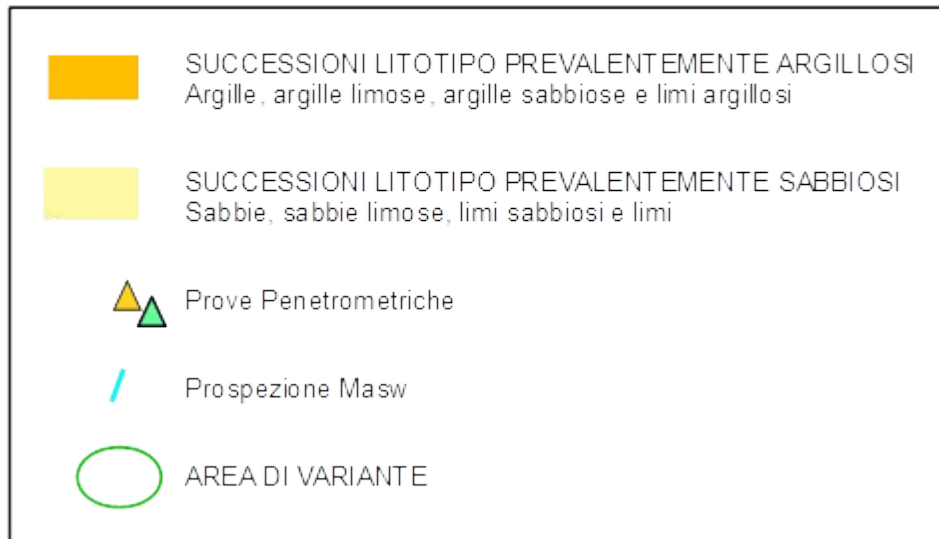 SUCCESSIONI LITOTIPO PREVALENTEMENTE ARGILLOSI
Argille, argille limose, argille sabbiose e limi argillosi
SUCCESSIONI LITOTIPO PREVALENTEMENTE SABBIOSI
Sabbie, sabbie limose, limi sabbiosi e limi
Prove Penetrometriche
Prospezione Masw
AREA DI VARIANTE